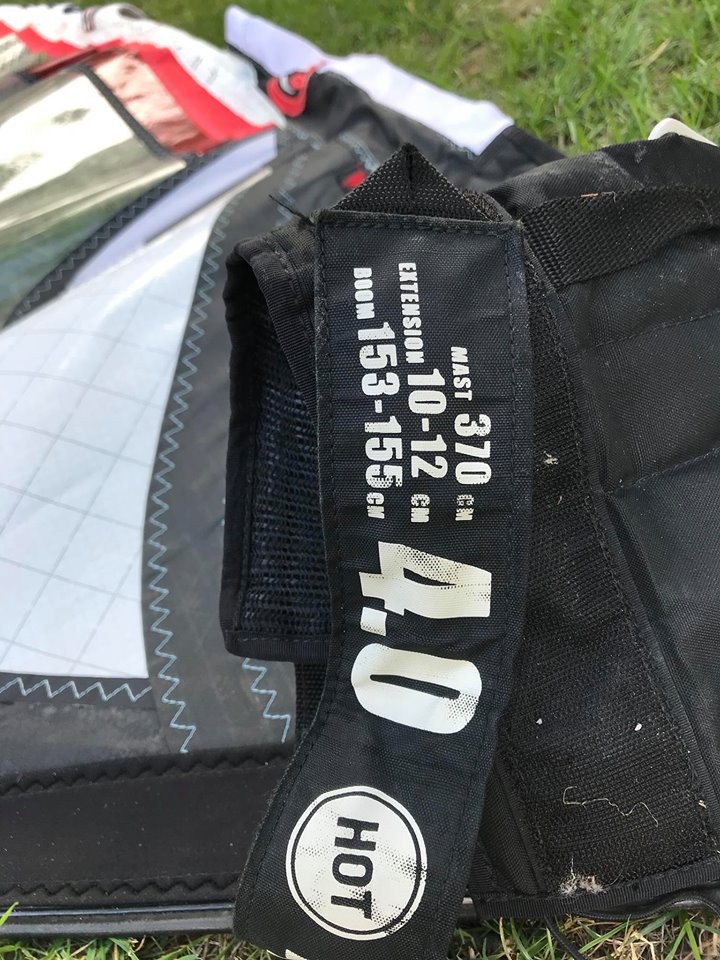 MAST 370 CM
EXTENSION 10-12 CM
BOOM 153-155 CM
4.0
HOT